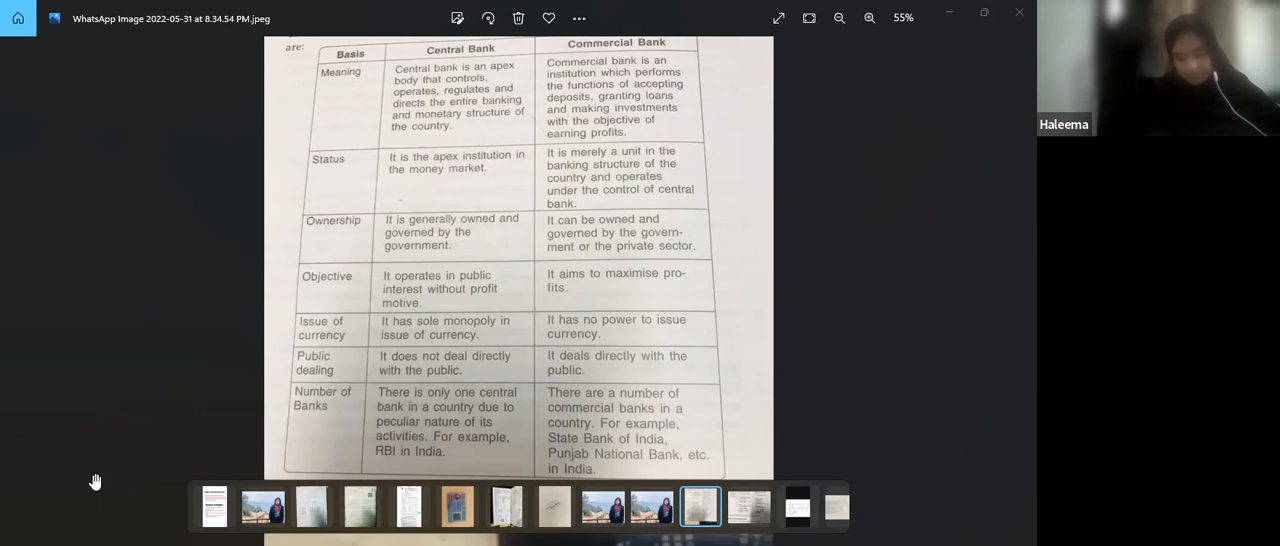 WhatsApp Image 2022-05-31 at 8.34.54 PM.jpeg
55%
Haleema
are:
Basis
Central Bank
Commercial Bank
Meaning
Central bank is an apex
body that controls,
operates, regulates and
directs the entire banking
and monetary structure of
the country.
Commercial bank is an
institution which performs
the functions of accepting
deposits, granting loans
and making investments
with the objective of
earning profits.
Status
It is the apex institution in
the money market.
It is merely a unit in the
banking structure of the
country and operates
under the control of central
bank.
Ownership
It is generally owned and
governed by the
government.
It can be owned and
governed by the govern-
ment or the private sector.
Objective
It operates in public
interest without profit
motive.
It aims to maximise pro-
fits.
Issue of
currency
It has sole monopoly in
issue of currency.
It has no power to issue
currency.
Public
dealing
It does not deal directly
with the public.
It deals directly with the
public.
Number of
Banks
There is only one central
bank in a country due to
peculiar nature of its
activities. For example,
RBI in India.
There are a number of
commercial banks in a
country. For example,
State Bank of India,
Punjab National Bank, etc.
in India.